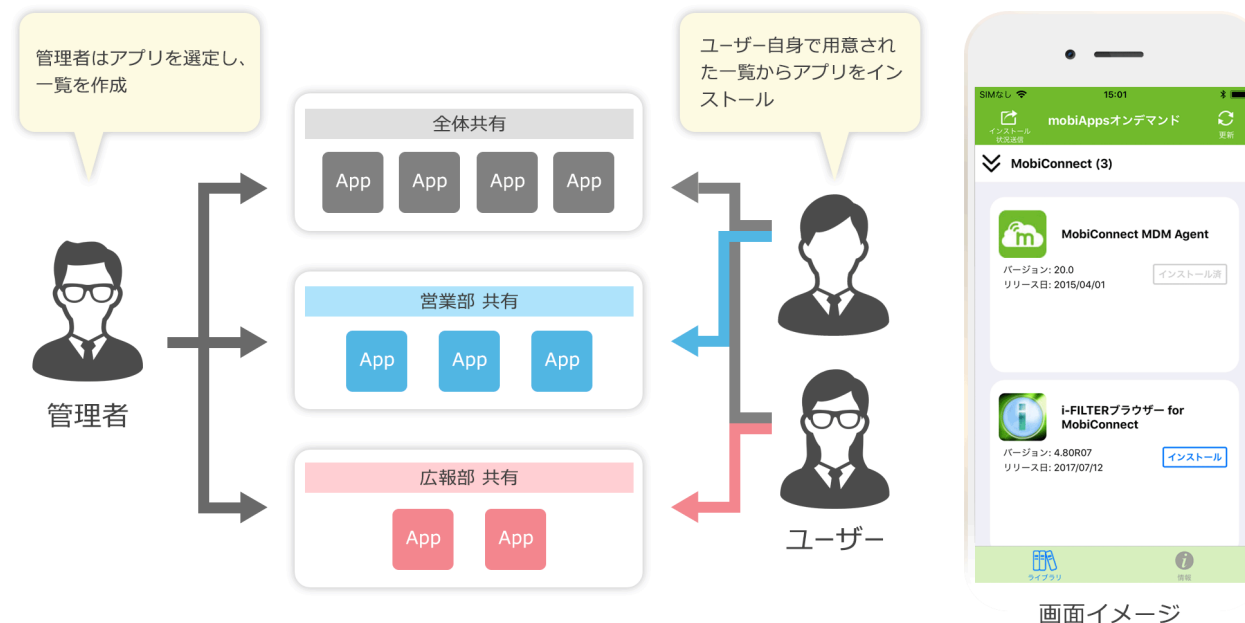 管理者はアプリを選定し、
一覧を作成
管理者
全体共有
App
App
App
App
営業部 共有
App
App
App
広報部 共有
App
App
ユーザー自身で用意され
た一覧からアプリをイン
ストール
ユーザー
SIMなし
15:01
インストール
状況送信
mobiAppsオンデマンド
更新
MobiConnect (3)
m
MobiConnect MDM Agent
バージョン: 20.0
リリース日: 2015/04/01
インストール済
i
i-FILTERブラウザー for
MobiConnect
バージョン: 4.80R07
リリース日: 2017/07/12
インストール
ライブラリ
i
情報
画面イメージ